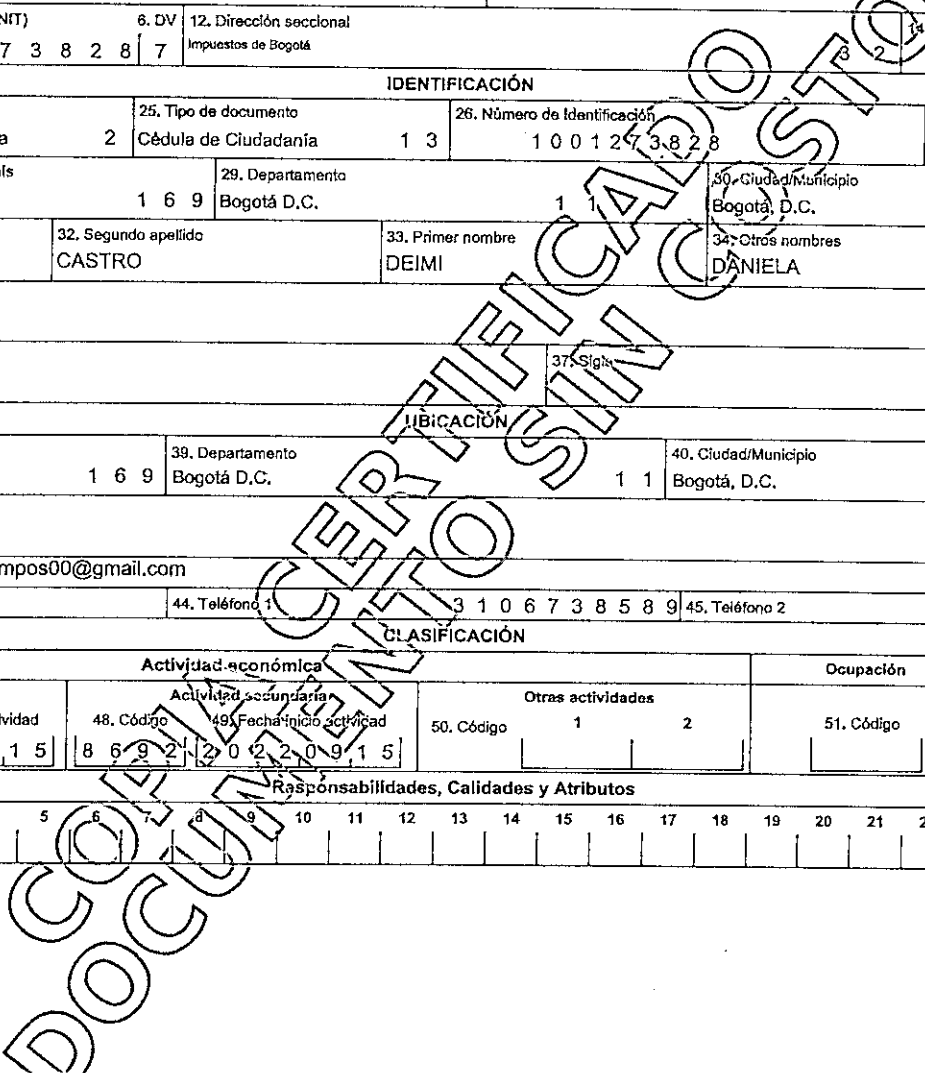 NIT) 6. DV 12. Dirección seccional
7 3 8 2 8 7 Impuestos de Bogotá 3 2 14
IDENTIFICACIÓN
25. Tipo de documento 26. Número de Identificación
a 2 Cédula de Ciudadanía 1 3 1 0 0 1 2 7 3 8 2 8
ís 29. Departamento 30. Ciudad/Municipio
1 6 9 Bogotá D.C. 1 1 Bogotá, D.C.
32. Segundo apellido 33. Primer nombre 34. Otros nombres
CASTRO DEIMI DANIELA
37. Sigla
UBICACIÓN
39. Departamento 40. Ciudad/Municipio
1 6 9 Bogotá D.C. 1 1 Bogotá, D.C.
mpos00@gmail.com
44. Teléfono 1 3 1 0 6 7 3 8 5 8 9 45. Teléfono 2
CLASIFICACIÓN
Actividad económica Ocupación
Actividad secundaria Otras actividades
ividad 48. Código 49. Fecha inicio actividad 50. Código 1 2 51. Código
1 5 8 6 9 2 2 0 2 2 0 9 1 5
Responsabilidades, Calidades y Atributos
5 6 7 8 9 10 11 12 13 14 15 16 17 18 19 20 21 2
COPIA CERTIFICADO
DOCUMENTO SIN COSTO